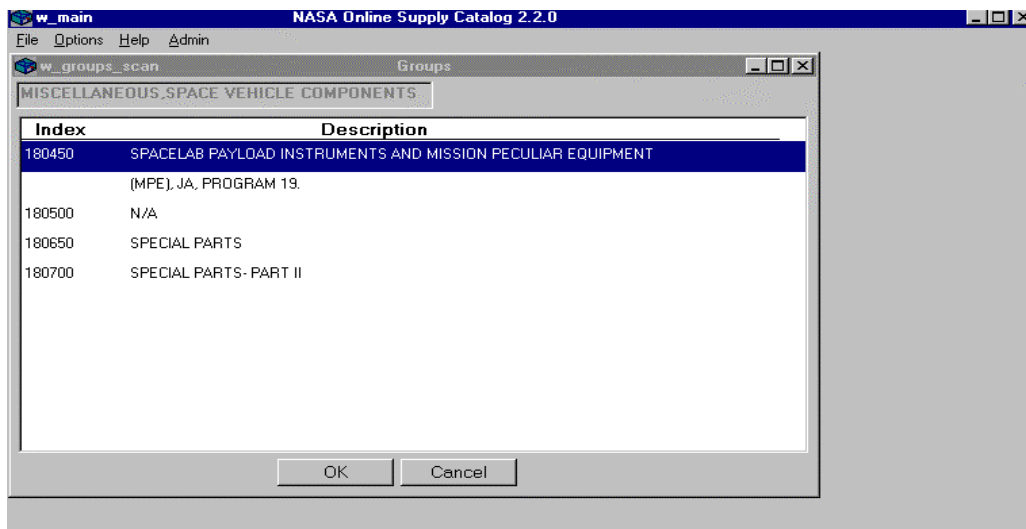 w_main NASA Online Supply Catalog 2.2.0
File Options Help Admin
w_groups_scan Groups
MISCELLANEOUS,SPACE VEHICLE COMPONENTS
Index Description
180450 SPACELAB PAYLOAD INSTRUMENTS AND MISSION PECULIAR EQUIPMENT
(MPE), JA, PROGRAM 19.
180500 N/A
180650 SPECIAL PARTS
180700 SPECIAL PARTS- PART II
OK Cancel